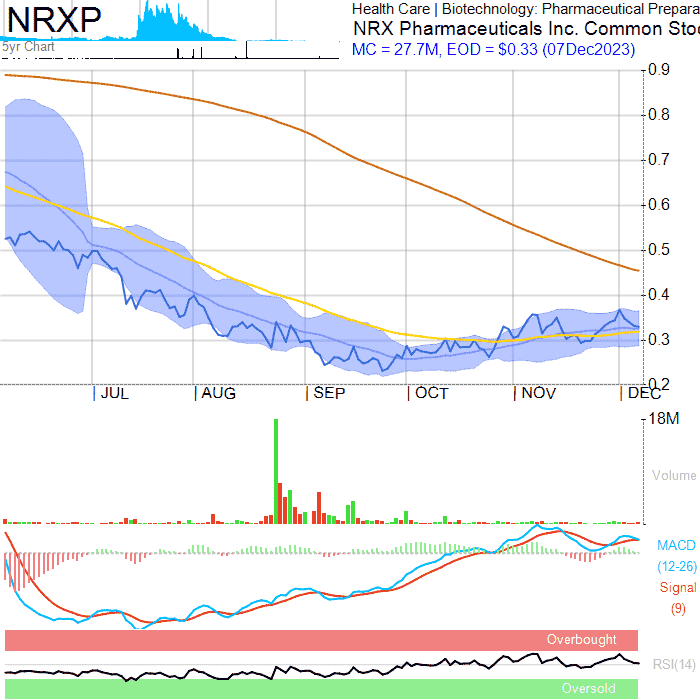 NRXP
5yr Chart
Health Care | Biotechnology: Pharmaceutical Prepara
NRX Pharmaceuticals Inc. Common Sto
MC = 27.7M, EOD = $0.33 (07Dec2023)
0.9
0.8
0.7
0.6
0.5
0.4
0.3
0.2
JUL AUG SEP OCT NOV DEC
18M
Volume
MACD
(12-26)
Signal
(9)
Overbought
RSI(14)
Oversold